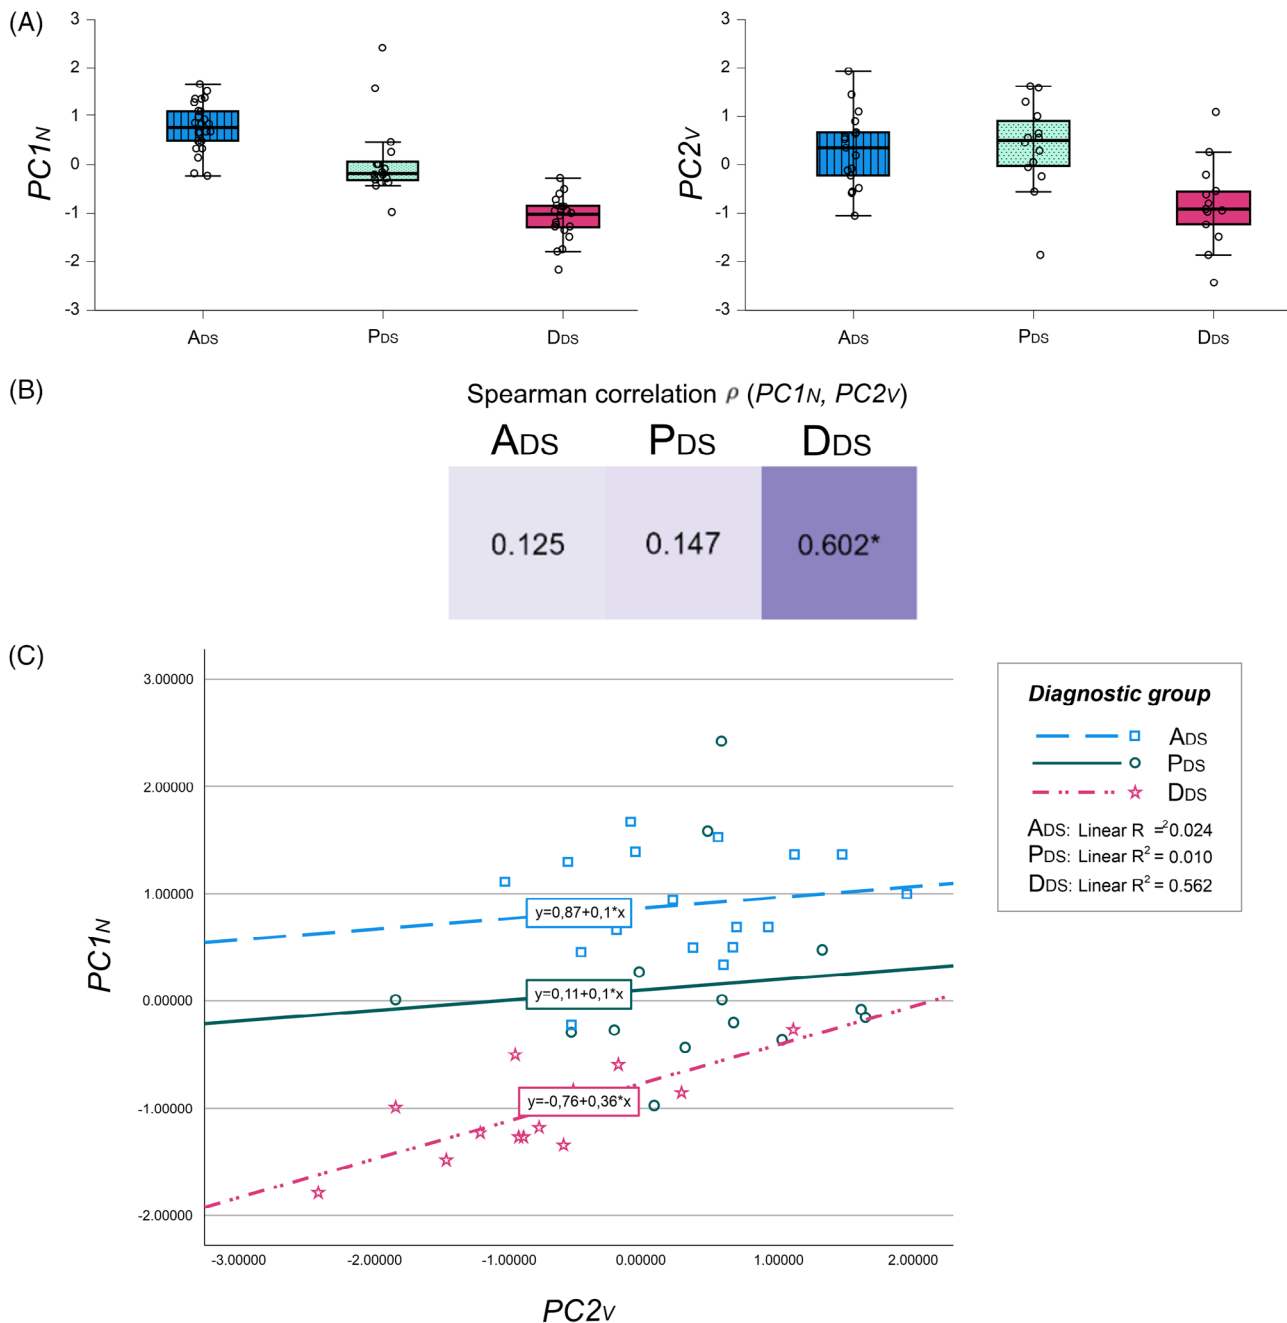 (A)
3
2
1
0
-1
-2
-3
PC1N
ADS PDS DDS
3
2
1
0
-1
-2
-3
PC2V
ADS PDS DDS
(B)
Spearman correlation ρ (PC1N, PC2V)
ADS PDS DDS
0.125 0.147 0.602*
(C)
3.00000
2.00000
1.00000
0.00000
-1.00000
-2.00000
PC1N
y=0,87+0,1*x
y=0,11+0,1*x
y=-0,76+0,36*x
-3.00000 -2.00000 -1.00000 0.00000 1.00000 2.00000
PC2V
Diagnostic group
ADS
PDS
DDS
ADS: Linear R =²0.024
PDS: Linear R² = 0.010
DDS: Linear R² = 0.562